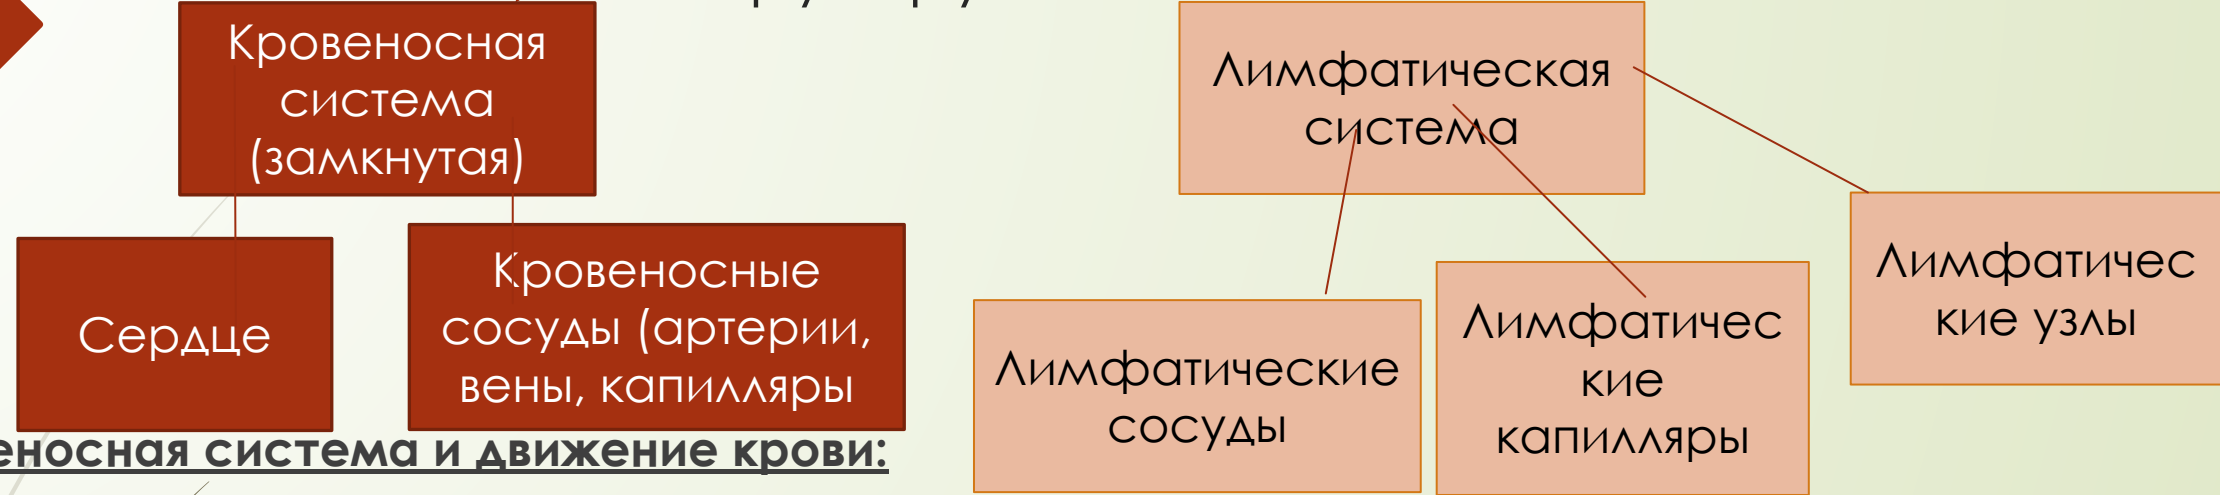 Кровеносная
система
(замкнутая)
Лимфатическая
система
Сердце
Кровеносные
сосуды (артерии,
вены, капилляры
Лимфатические
сосуды
Лимфатичес
кие
капилляры
Лимфатичес
кие узлы
еносная система и движение крови: